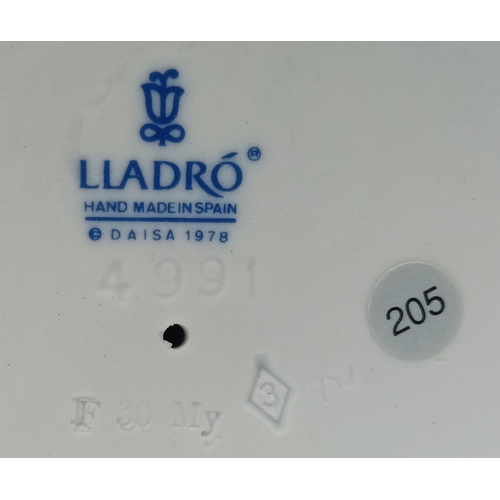 LLADRÓ®
HAND MADE IN SPAIN
© DAISA 1978
4991
205
3
F 30 My